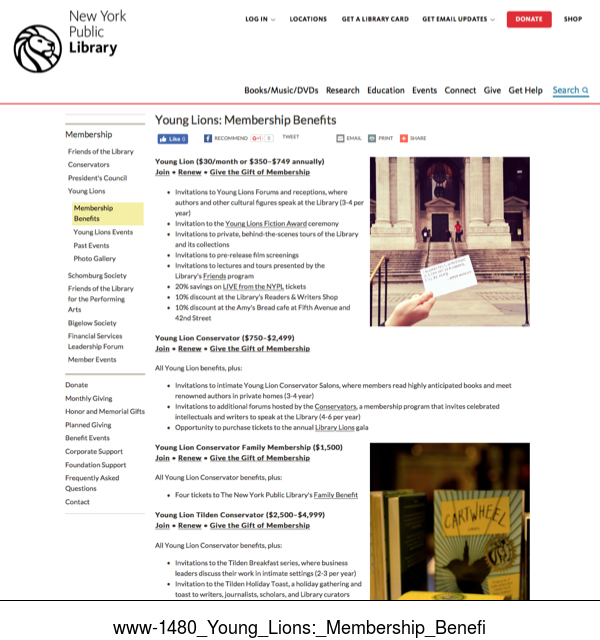 New York
Public
Library
LOG IN
LOCATIONS
GET A LIBRARY CARD
GET EMAIL UPDATES
DONATE
SHOP
Books/Music/DVDs Research Education Events Connect Give Get Help Search
Membership
Friends of the Library
Conservators
President's Council
Young Lions
Membership
Benefits
Young Lions Events
Past Events
Photo Gallery
Schomburg Society
Friends of the Library
for the Performing
Arts
Bigelow Society
Financial Services
Leadership Forum
Member Events
Donate
Monthly Giving
Honor and Memorial Gifts
Planned Giving
Benefit Events
Corporate Support
Foundation Support
Frequently Asked
Questions
Contact
Young Lions: Membership Benefits
Like 0 RECOMMEND G+1 0 TWEET EMAIL PRINT SHARE
Young Lion ($30/month or $350–$749 annually)
Join • Renew • Give the Gift of Membership
• Invitations to Young Lions Forums and receptions, where
authors and other cultural figures speak at the Library (3-4 per
year)
• Invitation to the Young Lions Fiction Award ceremony
• Invitations to private, behind-the-scenes tours of the Library
and its collections
• Invitations to pre-release film screenings
• Invitations to lectures and tours presented by the
Library's Friends program
• 20% savings on LIVE from the NYPL tickets
• 10% discount at the Library's Readers & Writers Shop
• 10% discount at the Amy's Bread cafe at Fifth Avenue and
42nd Street
Young Lion Conservator ($750–$2,499)
Join • Renew • Give the Gift of Membership
All Young Lion benefits, plus:
• Invitations to intimate Young Lion Conservator Salons, where members read highly anticipated books and meet
renowned authors in private homes (3-4 year)
• Invitations to additional forums hosted by the Conservators, a membership program that invites celebrated
intellectuals and writers to speak at the Library (4-6 per year)
• Opportunity to purchase tickets to the annual Library Lions gala
Young Lion Conservator Family Membership ($1,500)
Join • Renew • Give the Gift of Membership
All Young Lion Conservator benefits, plus:
• Four tickets to The New York Public Library's Family Benefit
Young Lion Tilden Conservator ($2,500–$4,999)
Join • Renew • Give the Gift of Membership
All Young Lion Conservator benefits, plus:
• Invitations to the Tilden Breakfast series, where business
leaders discuss their work in intimate settings (2-3 per year)
• Invitation to the Tilden Holiday Toast, a holiday gathering and
toast to writers, journalists, scholars, and Library curators
CARTWHEEL
www-1480_Young_Lions:_Membership_Benefi